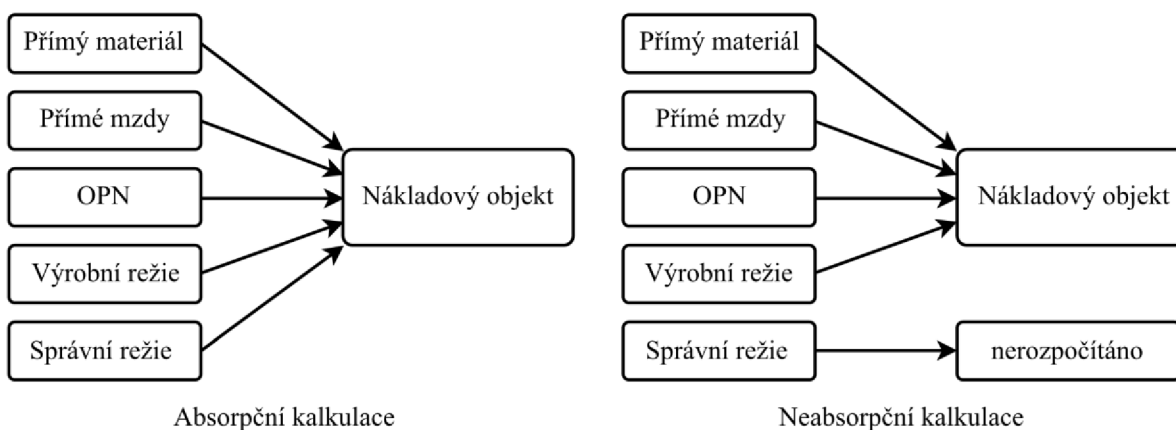 Přímý materiál
Přímé mzdy
OPN
Výrobní režie
Správní režie
Nákladový objekt
Absorpční kalkulace
Přímý materiál
Přímé mzdy
OPN
Výrobní režie
Správní režie
Nákladový objekt
nerozpočítáno
Neabsorpční kalkulace